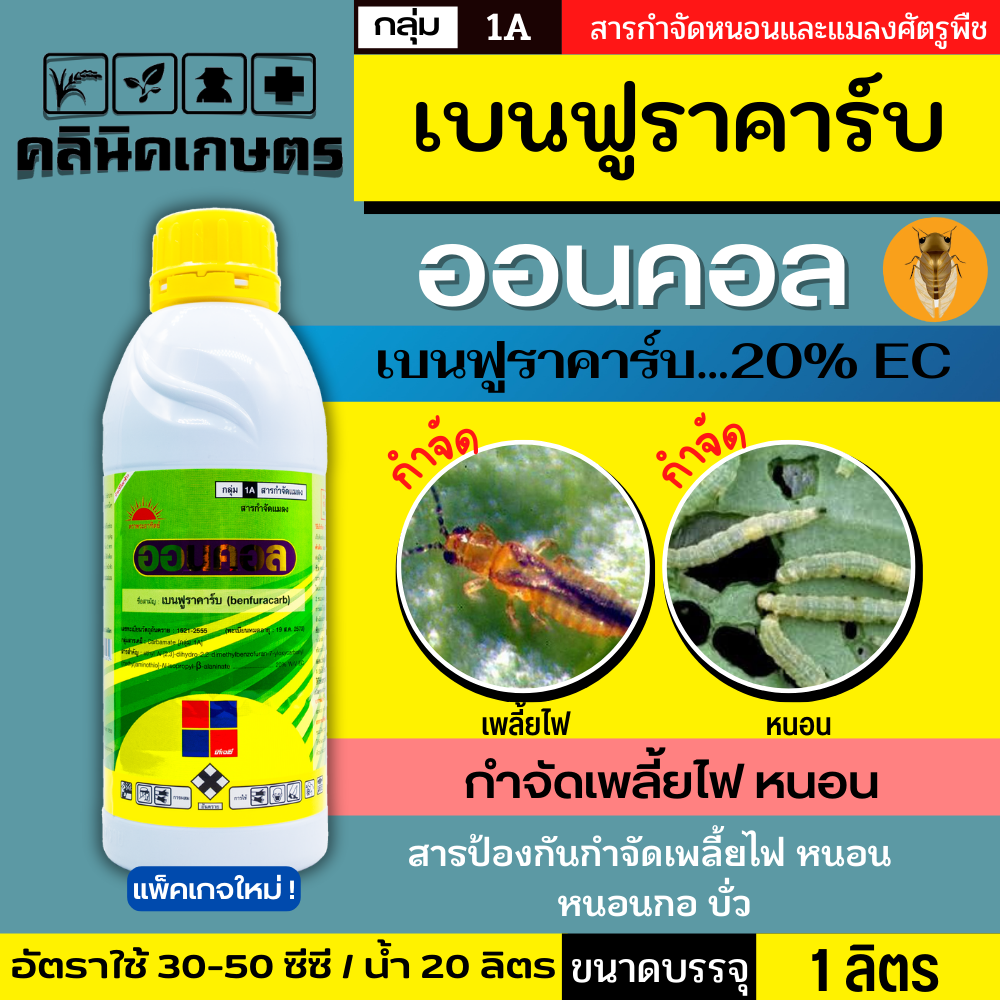 กลุ่ม 1A สารกำจัดหนอนและแมลงศัตรูพืช
คลินิคเกษตร
เบนฟูราคาร์บ
ออนคอล
เบนฟูราคาร์บ...20% EC
กำจัด
กำจัด
เพลี้ยไฟ
หนอน
กำจัดเพลี้ยไฟ หนอน
สารป้องกันกำจัดเพลี้ยไฟ หนอน
หนอนกอ บั่ว
กลุ่ม 1A สารกำจัดแมลง
สารกำจัดแมลง
ออนคอล
ชื่อสามัญ เบนฟูราคาร์บ (benfuracarb)
แพ็คเกจใหม่ !
อัตราใช้ 30-50 ซีซี / น้ำ 20 ลิตร
ขนาดบรรจุ
1 ลิตร